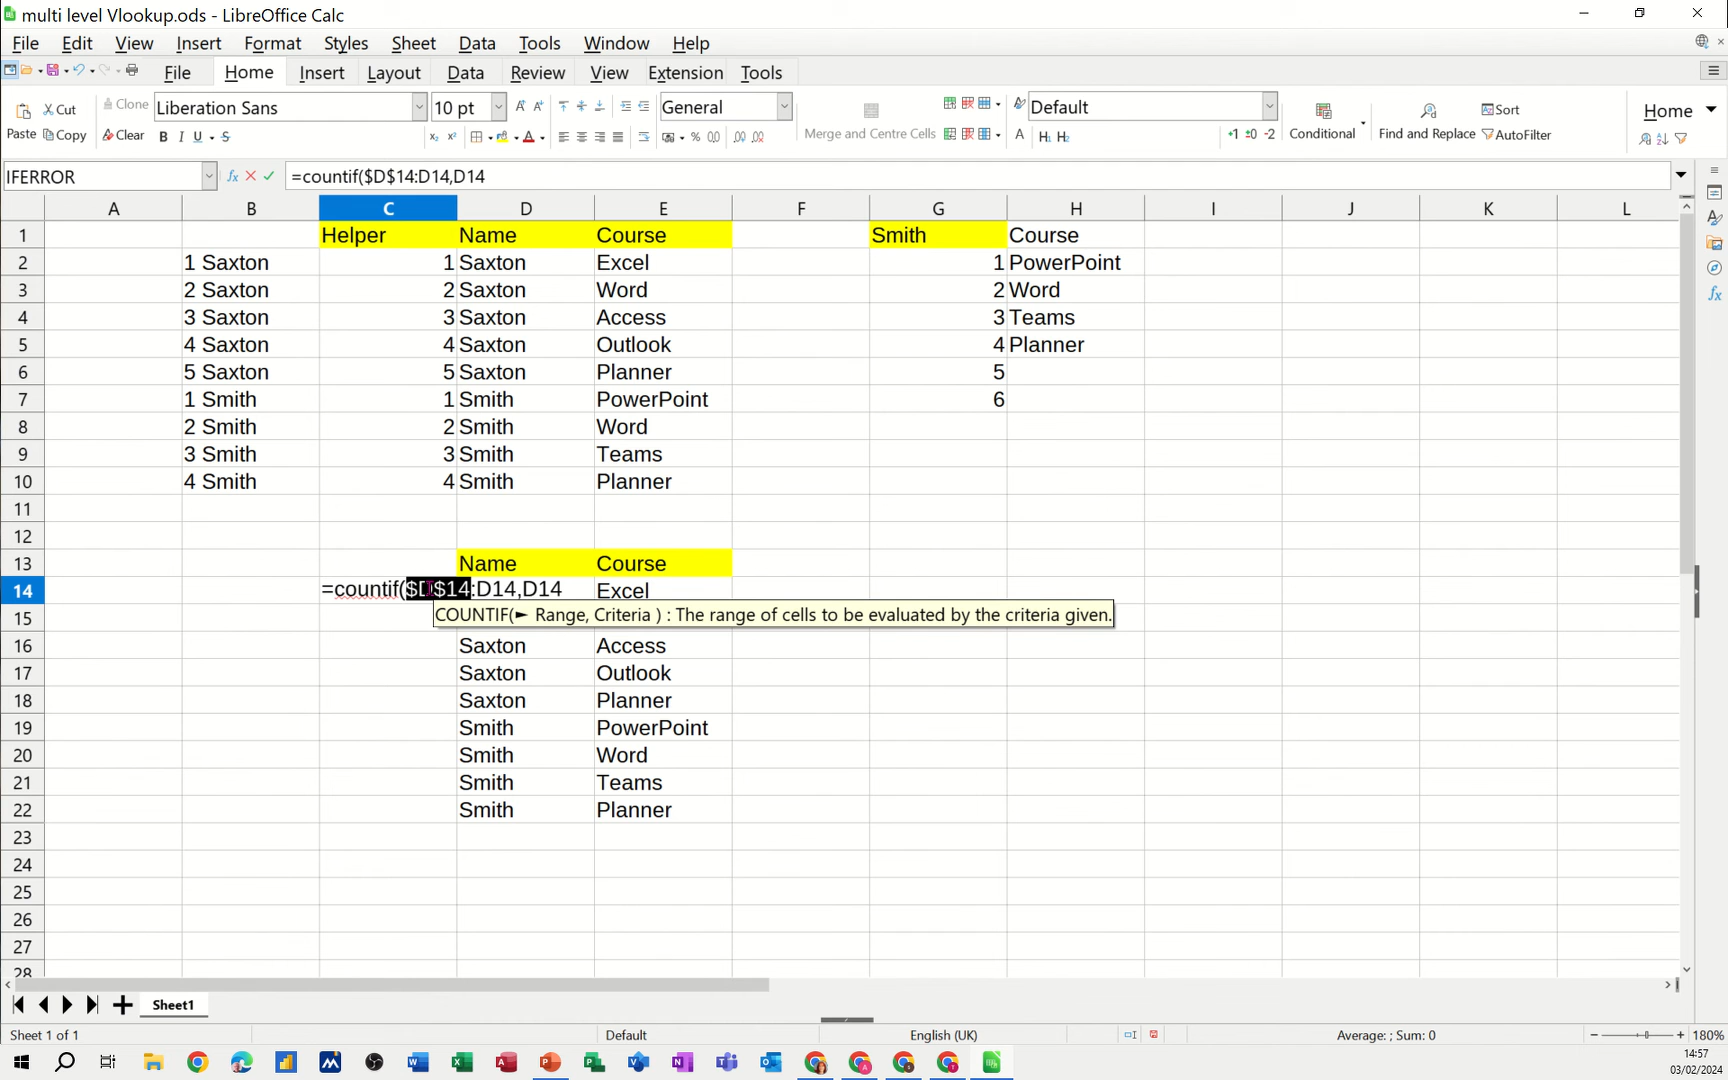 multi level Vlookup.ods - LibreOffice Calc
File Edit View Insert Format Styles Sheet Data Tools Window Help
File Home Insert Layout Data Review View Extension Tools
Cut Clone Liberation Sans 10 pt General Default Sort Home
Paste Copy Clear Merge and Centre Cells Conditional Find and Replace AutoFilter
IFERROR =countif($D$14:D14,D14
A B C D E F G H I J K L
1 Helper Name Course Smith Course
2 1 Saxton 1 Saxton Excel 1 PowerPoint
3 2 Saxton 2 Saxton Word 2 Word
4 3 Saxton 3 Saxton Access 3 Teams
5 4 Saxton 4 Saxton Outlook 4 Planner
6 5 Saxton 5 Saxton Planner 5
7 1 Smith 1 Smith PowerPoint 6
8 2 Smith 2 Smith Word
9 3 Smith 3 Smith Teams
10 4 Smith 4 Smith Planner
11
12
13 Name Course
14 =countif($D$14:D14,D14 Excel
15 COUNTIF(► Range, Criteria ) : The range of cells to be evaluated by the criteria given.
16 Saxton Access
17 Saxton Outlook
18 Saxton Planner
19 Smith PowerPoint
20 Smith Word
21 Smith Teams
22 Smith Planner
23
24
25
26
27
28
Sheet1
Sheet 1 of 1 Default English (UK) Average: ; Sum: 0 180%
14:57
03/02/2024